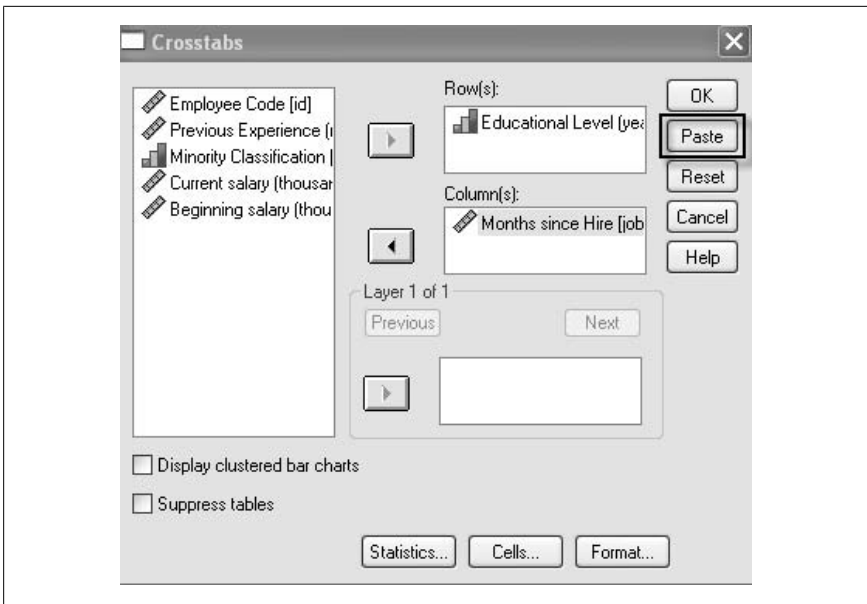 Crosstabs
Employee Code [id]
Previous Experience (r
Minority Classification [
Current salary (thousar
Beginning salary (thou
Row(s):
Educational Level (yea
Column(s):
Months since Hire [job
Layer 1 of 1
Previous
Next
OK
Paste
Reset
Cancel
Help
Display clustered bar charts
Suppress tables
Statistics...
Cells...
Format...